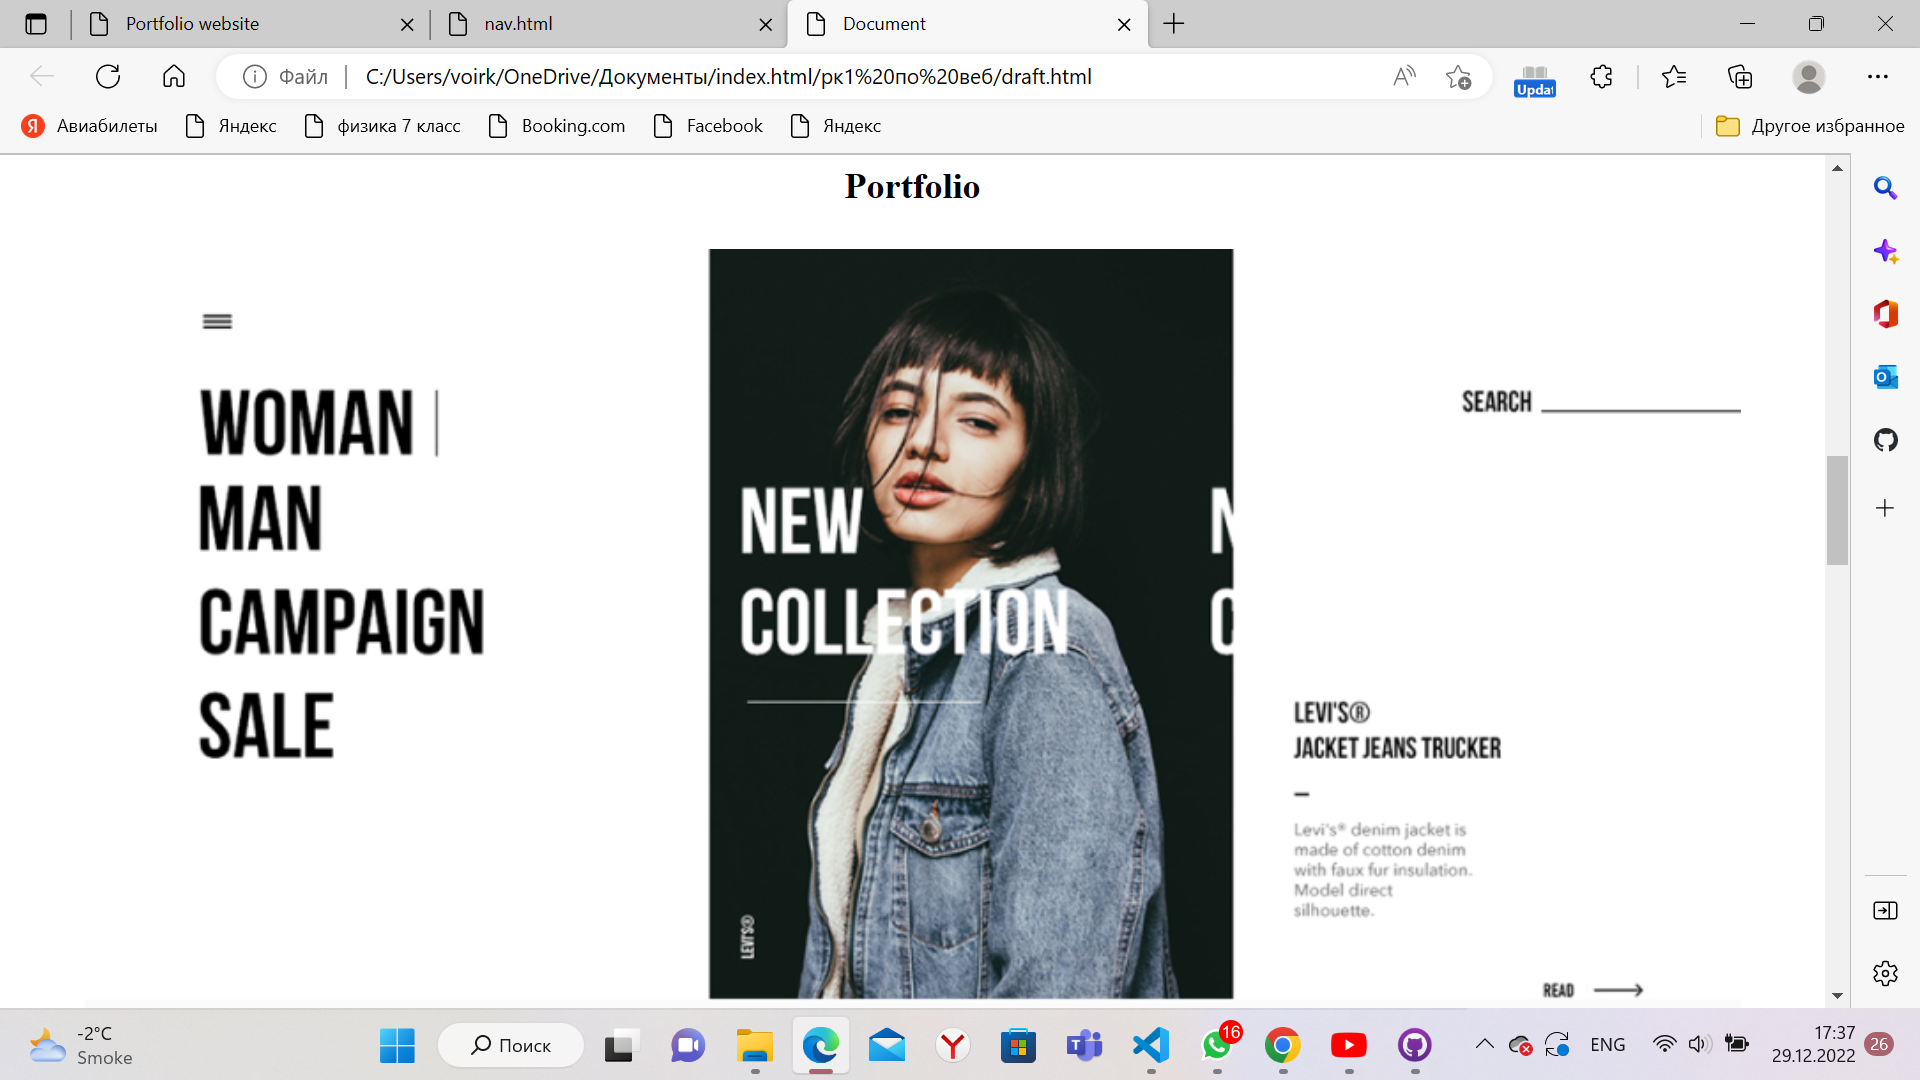 Portfolio website
nav.html
Document
Файл
C:/Users/voirk/OneDrive/Документы/index.html/рк1%20по%20веб/draft.html
Авиабилеты
Яндекс
физика 7 класс
Booking.com
Facebook
Яндекс
Другое избранное
Portfolio
WOMAN |
MAN
CAMPAIGN
SALE
NEW
COLLECTION
LEVI'S®
SEARCH
LEVI'S®
JACKET JEANS TRUCKER
Levi's® denim jacket is
made of cotton denim
with faux fur insulation.
Model direct
silhouette.
READ
-2°C
Smoke
Поиск
16
ENG
17:37
29.12.2022
26